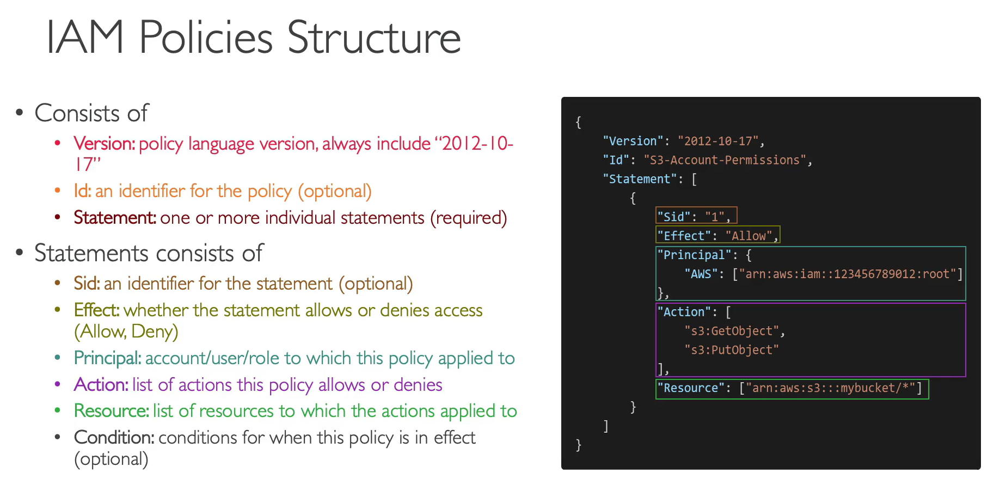 IAM Policies Structure
• Consists of
• Version: policy language version, always include “2012-10-
17”
• Id: an identifier for the policy (optional)
• Statement: one or more individual statements (required)
• Statements consists of
• Sid: an identifier for the statement (optional)
• Effect: whether the statement allows or denies access
(Allow, Deny)
• Principal: account/user/role to which this policy applied to
• Action: list of actions this policy allows or denies
• Resource: list of resources to which the actions applied to
• Condition: conditions for when this policy is in effect
(optional)
{
    "Version": "2012-10-17",
    "Id": "S3-Account-Permissions",
    "Statement": [
        {
            "Sid": "1",
            "Effect": "Allow",
            "Principal": {
                "AWS": ["arn:aws:iam::123456789012:root"]
            },
            "Action": [
                "s3:GetObject",
                "s3:PutObject"
            ],
            "Resource": ["arn:aws:s3:::mybucket/*"]
        }
    ]
}